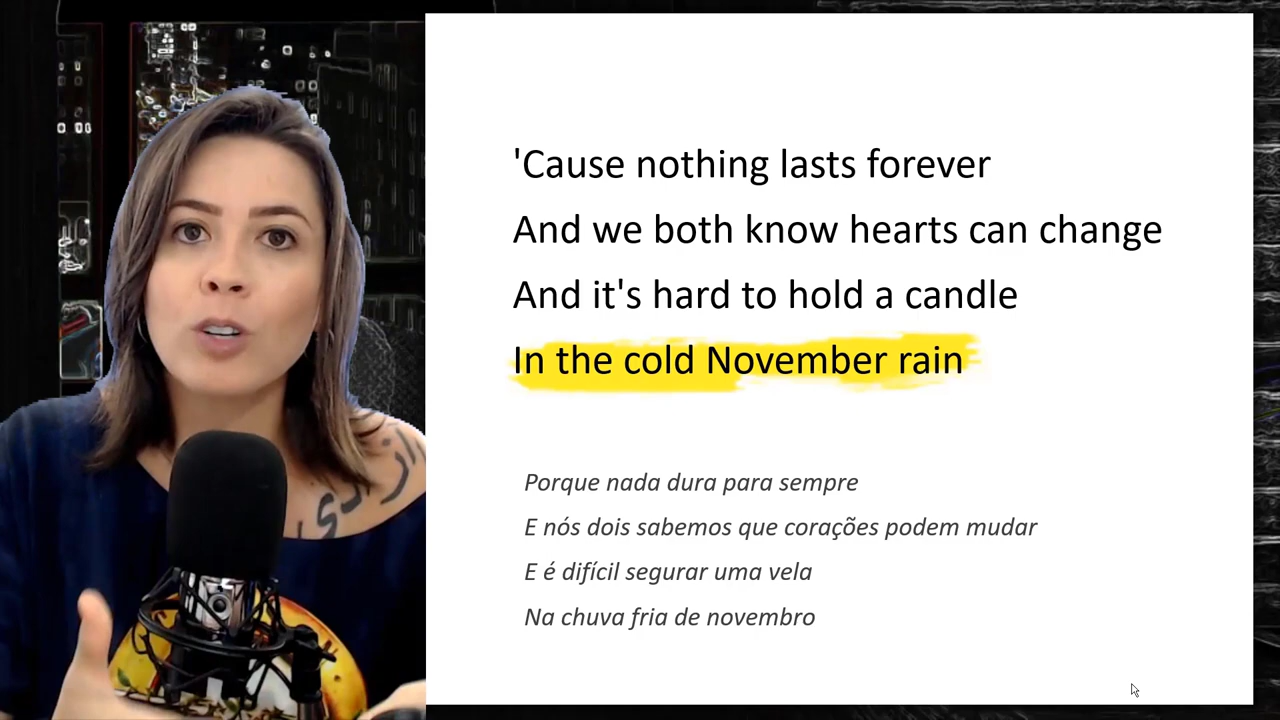 'Cause nothing lasts forever
And we both know hearts can change
And it's hard to hold a candle
In the cold November rain
Porque nada dura para sempre
E nós dois sabemos que corações podem mudar
E é difícil segurar uma vela
Na chuva fria de novembro